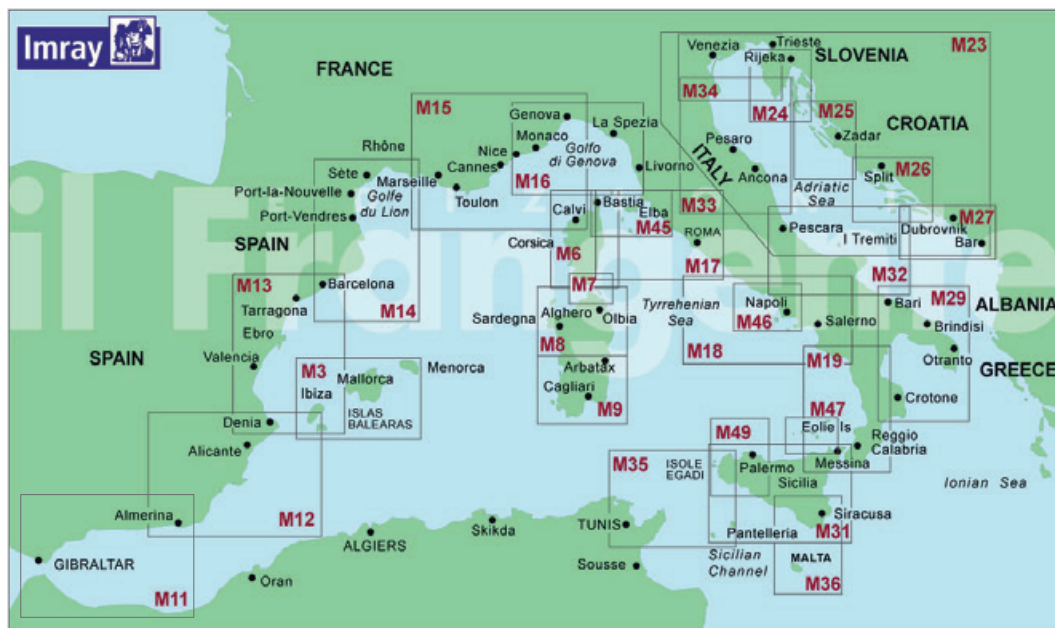 Imray
Trieste
M23
Venezia
Rijeka
SLOVENIA
FRANCE
M34
M15
M24
M25
Genova
La Spezia
CROATIA
Zadar
Rhône
Monaco
Golfo
di Genova
Pesaro
Nice
ITALY
Cannes
Livorno
M26
Sète
Marseille
M16
Ancona
Split
Golfe
du Lion
Toulon
Adriatic
Sea
Port-la-Nouvelle
Bastia
Elba
M33
Port-Vendres
Calvi
M45
M27
Pescara
Dubrovnik
SPAIN
Corsica
M6
ROMA
I Tremiti
Bar
il Frangente
M17
M32
M13
Barcelona
M7
Tyrrehenian
Sea
Napoli
M29
ALBANIA
Tarragona
M14
Sardegna
Alghero
Olbia
M46
Bari
Ebro
Salerno
Brindisi
M8
SPAIN
M18
M19
Otranto
Valencia
M3
Menorca
Arbatax
GREECE
Mallorca
Ibiza
Cagliari
Crotone
ISLAS
BALEARAS
M9
M47
Denia
M49
Eolie Is
Alicante
Reggio
Calabria
M35
ISOLE
EGADI
Palermo
Messina
Sicilia
Ionian Sea
Almerina
M12
Skikda
TUNIS
Siracusa
ALGIERS
Pantelleria
M31
GIBRALTAR
Sicilian
Channel
MALTA
Sousse
Oran
M36
M11